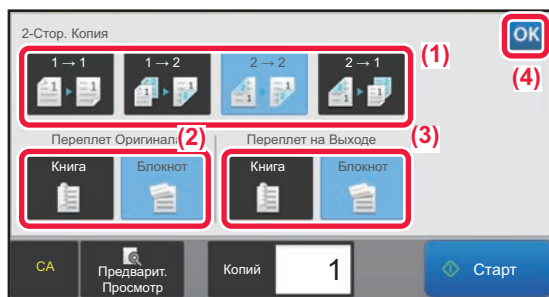 2-Стор. Копия
OK
(4)
1 → 1
1 → 2
2 → 2
2 → 1
(1)
Переплет Оригинала
(2)
Переплет на Выходе
(3)
Книга
Блокнот
Книга
Блокнот
CA
Предварит.
Просмотр
Копий
1
Старт